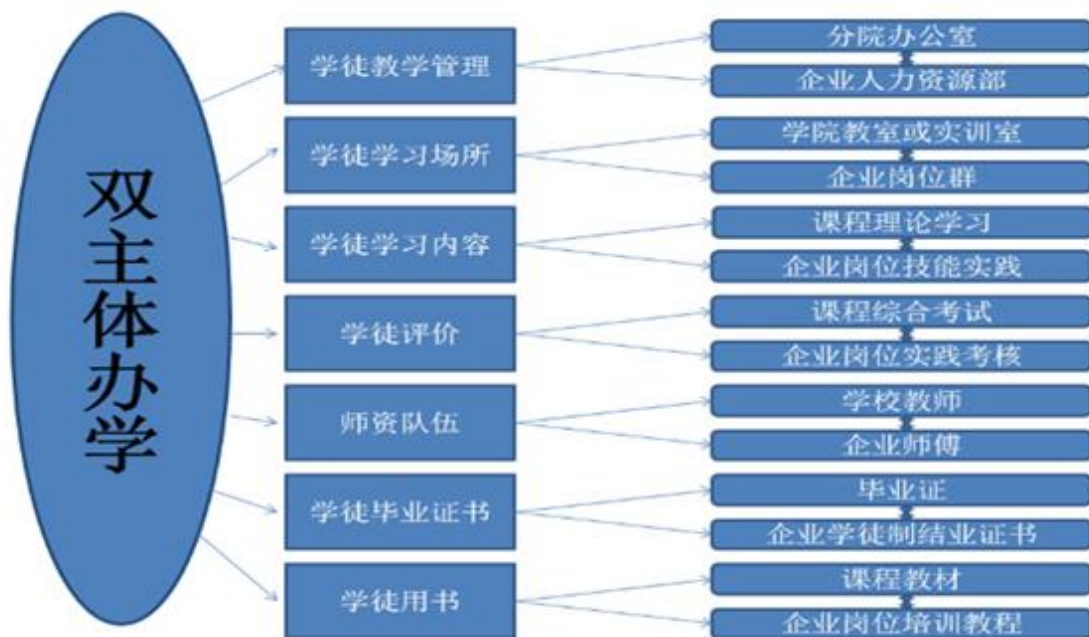 双主体办学
学徒教学管理
分院办公室
企业人力资源部
学徒学习场所
学院教室或实训室
企业岗位群
学徒学习内容
课程理论学习
企业岗位技能实践
学徒评价
课程综合考试
企业岗位实践考核
师资队伍
学校教师
企业师傅
学徒毕业证书
毕业证
企业学徒制结业证书
学徒用书
课程教材
企业岗位培训教程